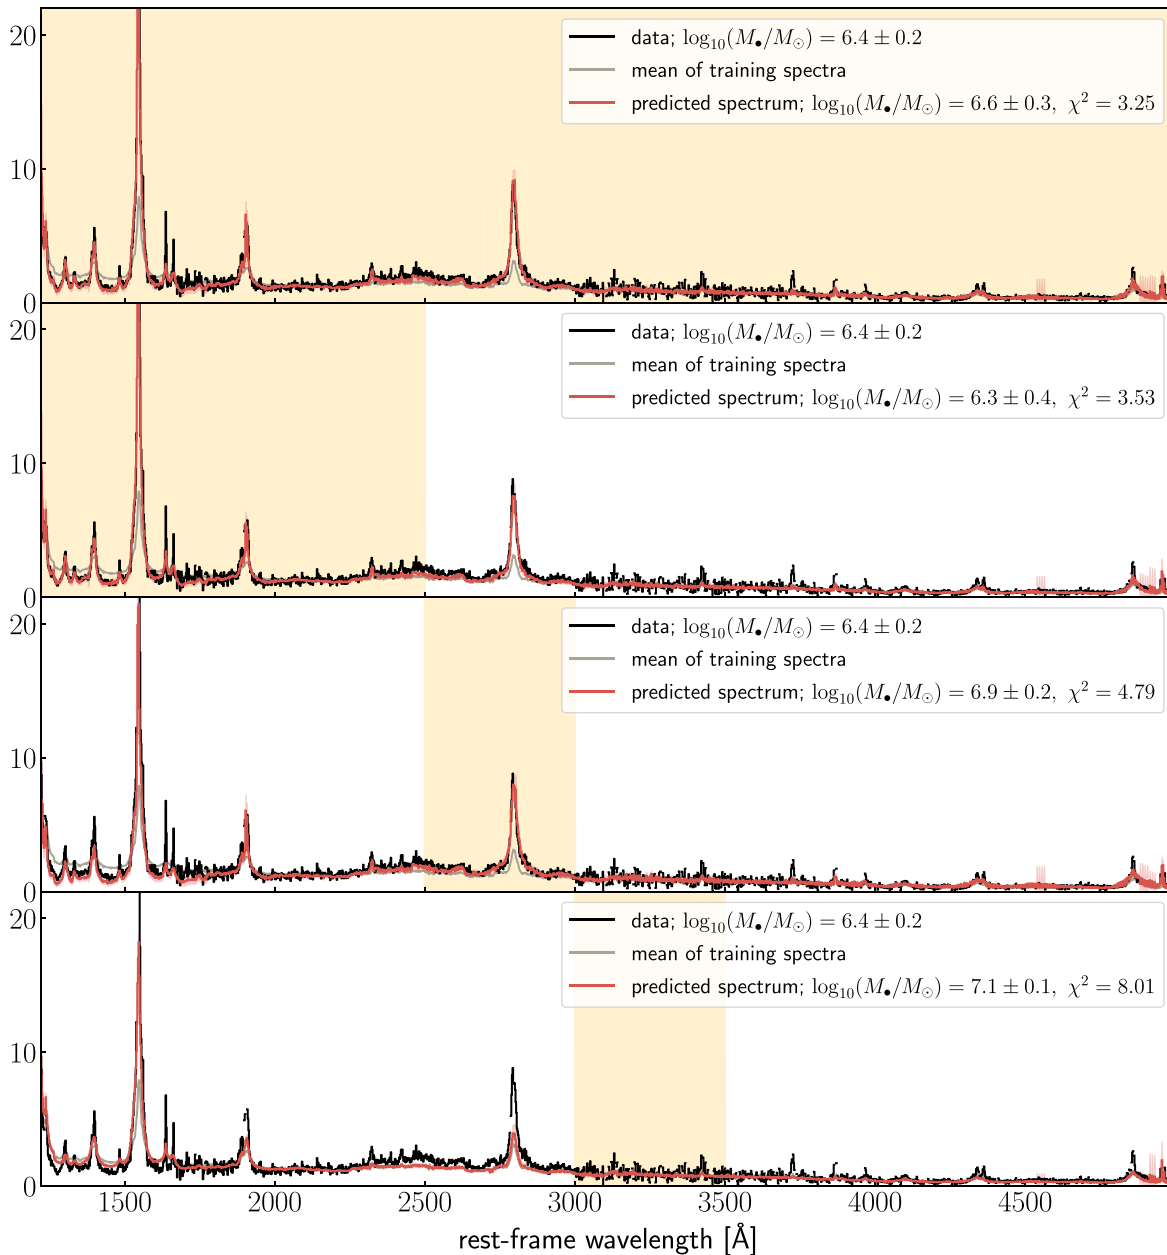 20
data; log₁₀(M•/M⊙) = 6.4 ± 0.2
mean of training spectra
predicted spectrum; log₁₀(M•/M⊙) = 6.6 ± 0.3, χ² = 3.25
10
0
20
data; log₁₀(M•/M⊙) = 6.4 ± 0.2
mean of training spectra
predicted spectrum; log₁₀(M•/M⊙) = 6.3 ± 0.4, χ² = 3.53
10
0
20
data; log₁₀(M•/M⊙) = 6.4 ± 0.2
mean of training spectra
predicted spectrum; log₁₀(M•/M⊙) = 6.9 ± 0.2, χ² = 4.79
10
0
20
data; log₁₀(M•/M⊙) = 6.4 ± 0.2
mean of training spectra
predicted spectrum; log₁₀(M•/M⊙) = 7.1 ± 0.1, χ² = 8.01
10
0
1500 2000 2500 3000 3500 4000 4500
rest-frame wavelength [Å]